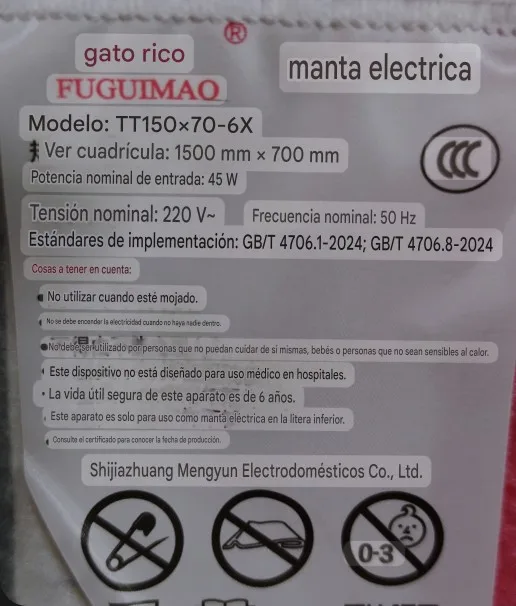 ®
gato rico
FUGUIMAO
manta electrica
Modelo: TT150×70-6X
Ver cuadrícula: 1500 mm × 700 mm
Potencia nominal de entrada: 45 W
CCC
Tensión nominal: 220 V~ Frecuencia nominal: 50 Hz
Estándares de implementación: GB/T 4706.1-2024; GB/T 4706.8-2024
Cosas a tener en cuenta:
No utilizar cuando esté mojado.
No se debe encender la electricidad cuando no haya nadie dentro.
No debe ser utilizado por personas que no puedan cuidar de sí mismas, bebés o personas que no sean sensibles al calor.
Este dispositivo no está diseñado para uso médico en hospitales.
La vida útil segura de este aparato es de 6 años.
Este aparato es solo para uso como manta eléctrica en la litera inferior.
Consulte el certificado para conocer la fecha de producción.
Shijiazhuang Mengyun Electrodomésticos Co., Ltd.
0-3